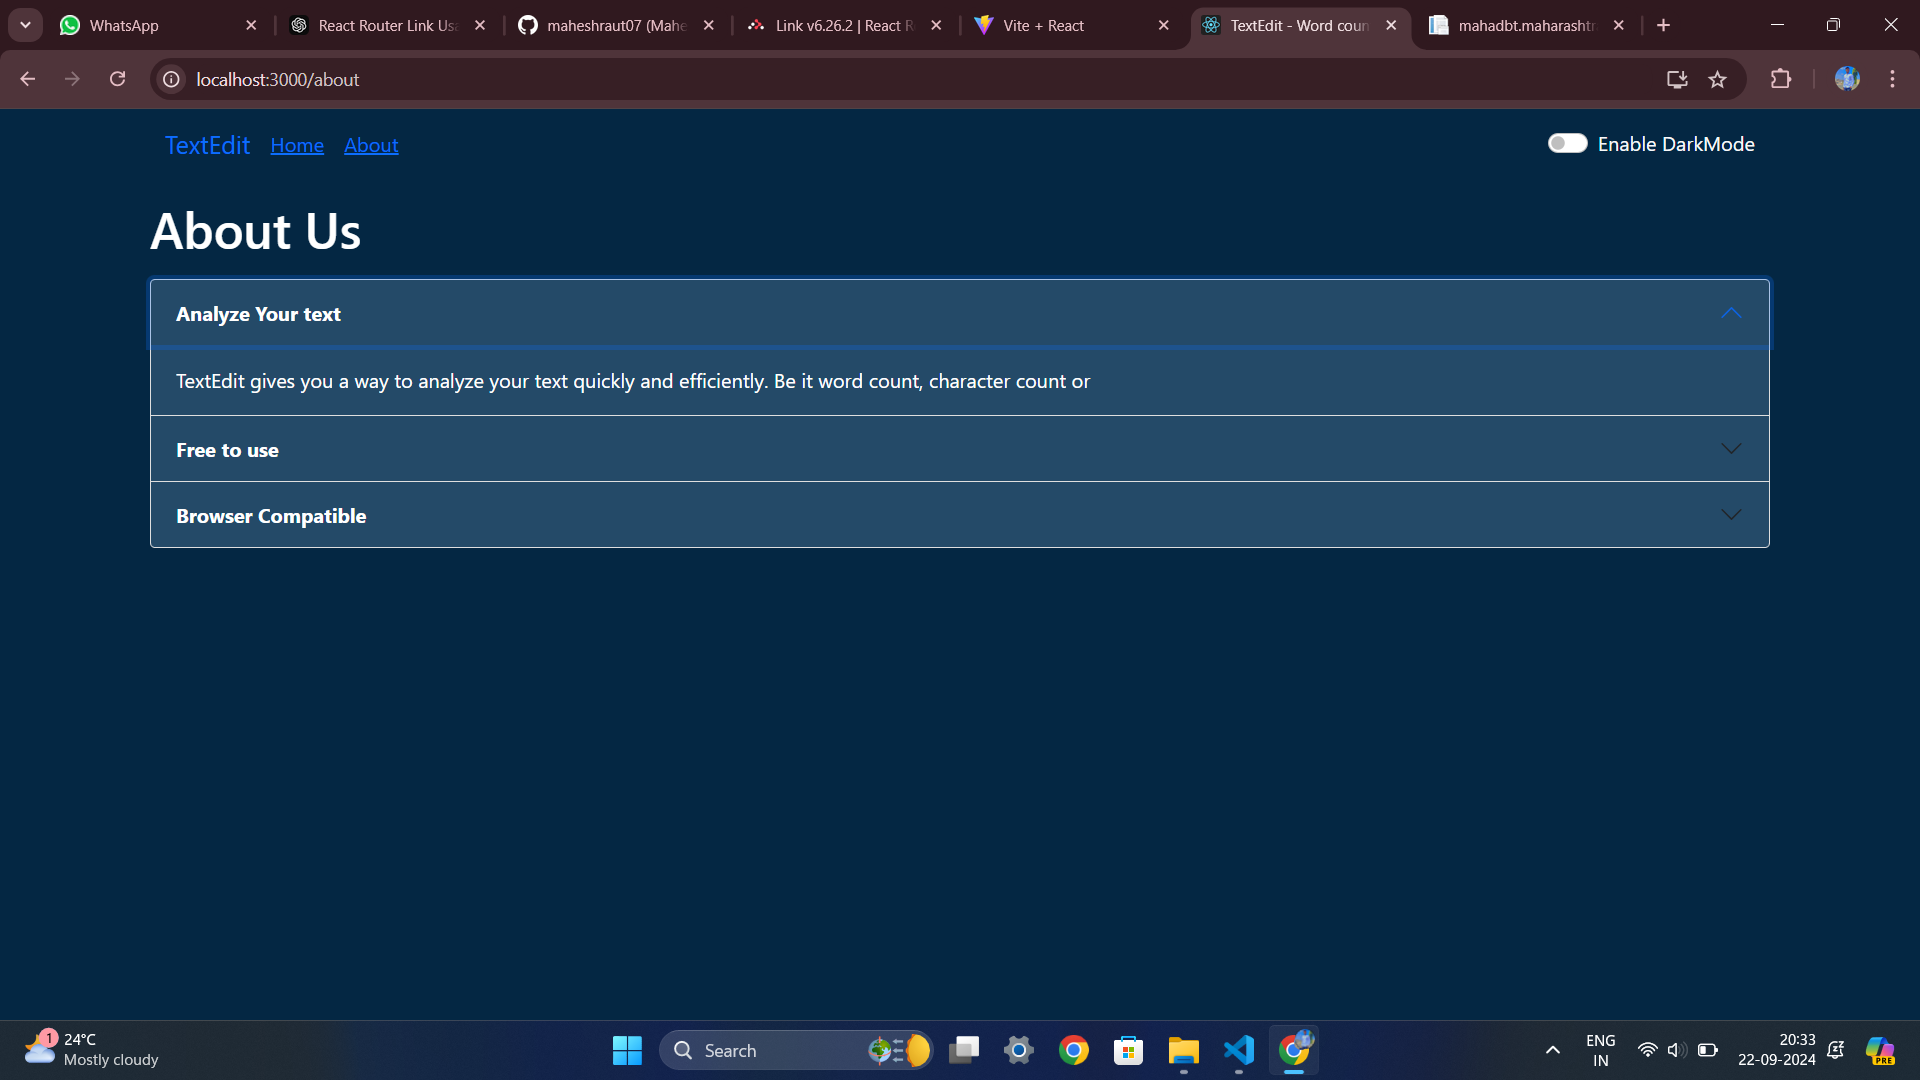 WhatsApp
React Router Link Us
maheshraut07 (Mahe
Link v6.26.2 | React R
Vite + React
TextEdit - Word coun
mahadbt.maharashtr
localhost:3000/about
TextEdit Home About
Enable DarkMode
About Us
Analyze Your text
TextEdit gives you a way to analyze your text quickly and efficiently. Be it word count, character count or
Free to use
Browser Compatible
1
24°C
Mostly cloudy
Search
PRE
ENG
IN
20:33
22-09-2024